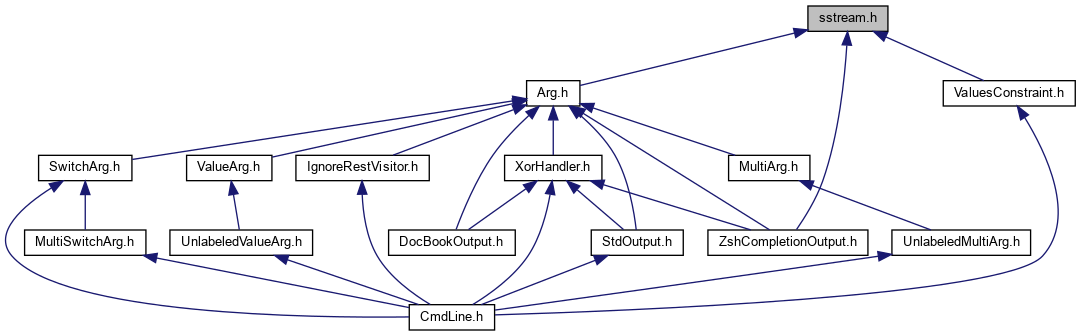 sstream.h
Arg.h
ValuesConstraint.h
SwitchArg.h
ValueArg.h
IgnoreRestVisitor.h
XorHandler.h
MultiArg.h
MultiSwitchArg.h
UnlabeledValueArg.h
DocBookOutput.h
StdOutput.h
ZshCompletionOutput.h
UnlabeledMultiArg.h
CmdLine.h